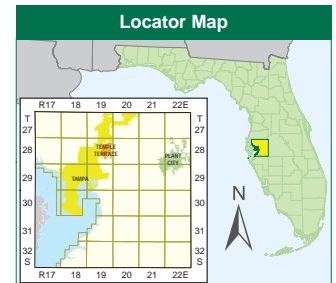 Locator Map
R17 18 19 20 21 22E
T
27
28
29
30
31
32
S
TEMPLE
TERRACE
PLANT
CITY
TAMPA
R17 18 19 20 21 22E
T
27
28
29
30
31
32
S
N